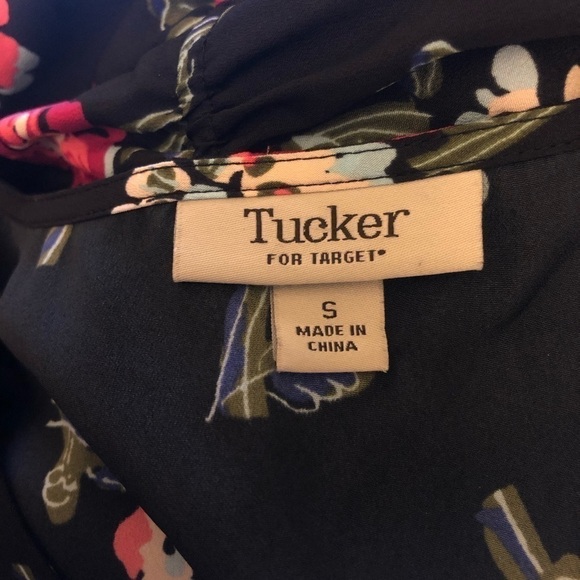 Tucker
FOR TARGET
S
MADE IN
CHINA